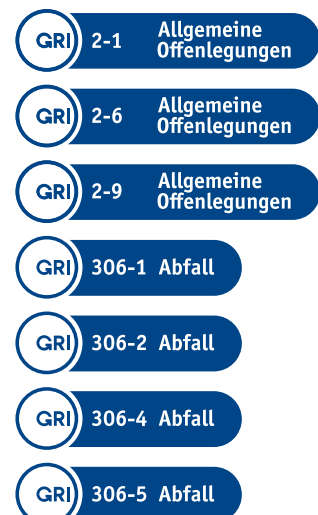 GRI 2-1 Allgemeine
Offenlegungen
GRI 2-6 Allgemeine
Offenlegungen
GRI 2-9 Allgemeine
Offenlegungen
GRI 306-1 Abfall
GRI 306-2 Abfall
GRI 306-4 Abfall
GRI 306-5 Abfall